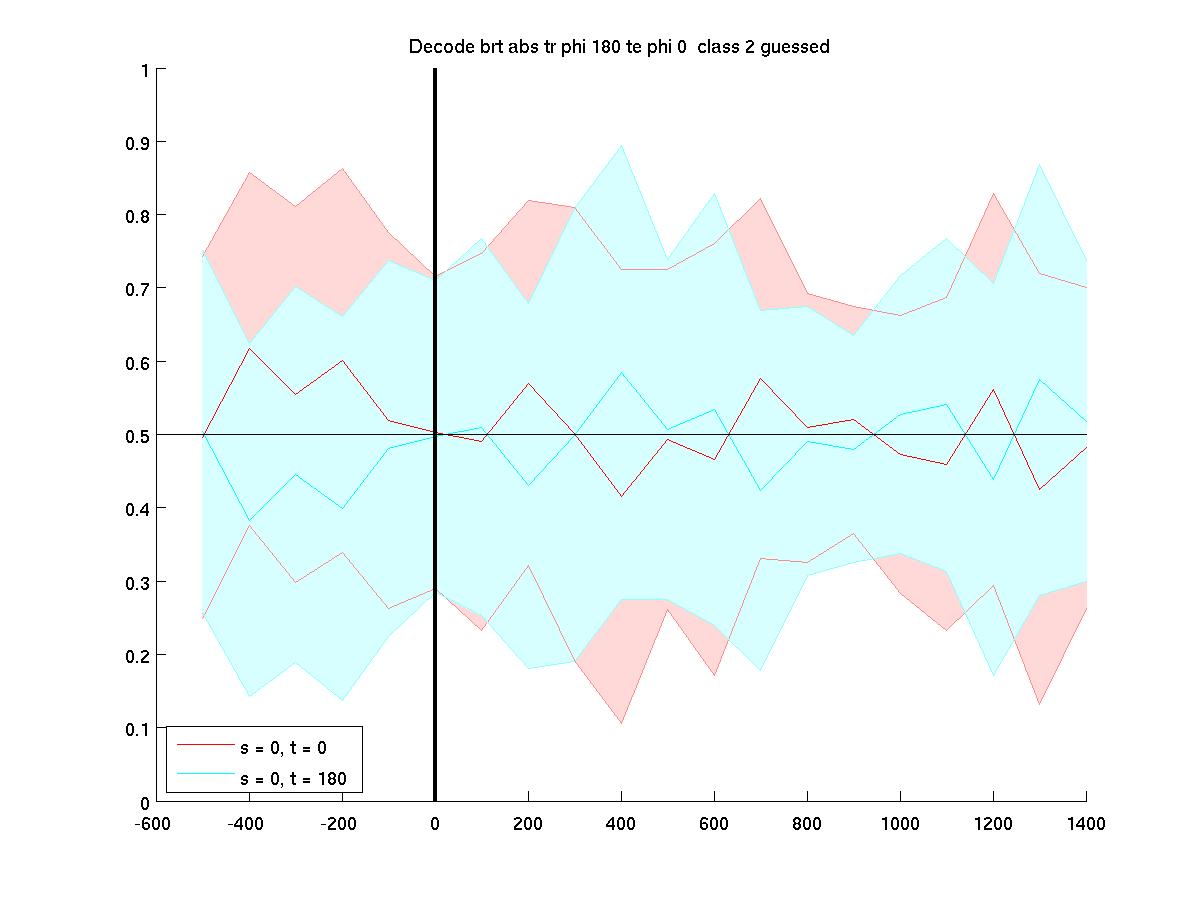 Decode brt abs tr phi 180 te phi 0  class 2 guessed
1
0.9
0.8
0.7
0.6
0.5
0.4
0.3
0.2
0.1
0
s = 0, t = 0
s = 0, t = 180
-600 -400 -200 0 200 400 600 800 1000 1200 1400